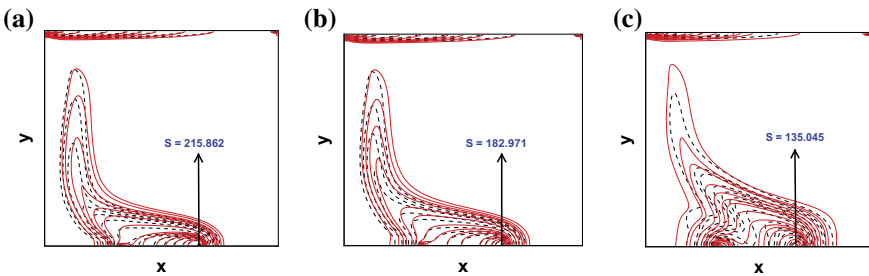 (a)
(b)
(c)
y
S = 215.862
x
y
S = 182.971
x
y
S = 135.045
x